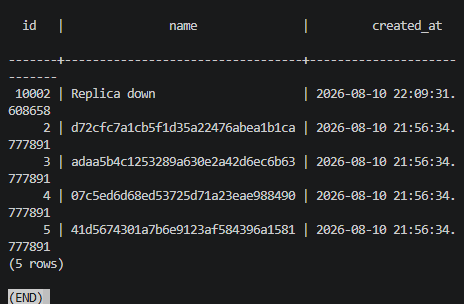 id | name | created_at
-------+----------------------------------+--------------------
-------
10002 | Replica down | 2026-08-10 22:09:31.
608658
2 | d72cfc7a1cb5f1d35a22476abea1b1ca | 2026-08-10 21:56:34.
777891
3 | adaa5b4c1253289a630e2a42d6ec6b63 | 2026-08-10 21:56:34.
777891
4 | 07c5ed6d68ed53725d71a23eae988490 | 2026-08-10 21:56:34.
777891
5 | 41d5674301a7b6e9123af584396a1581 | 2026-08-10 21:56:34.
777891
(5 rows)
(END)